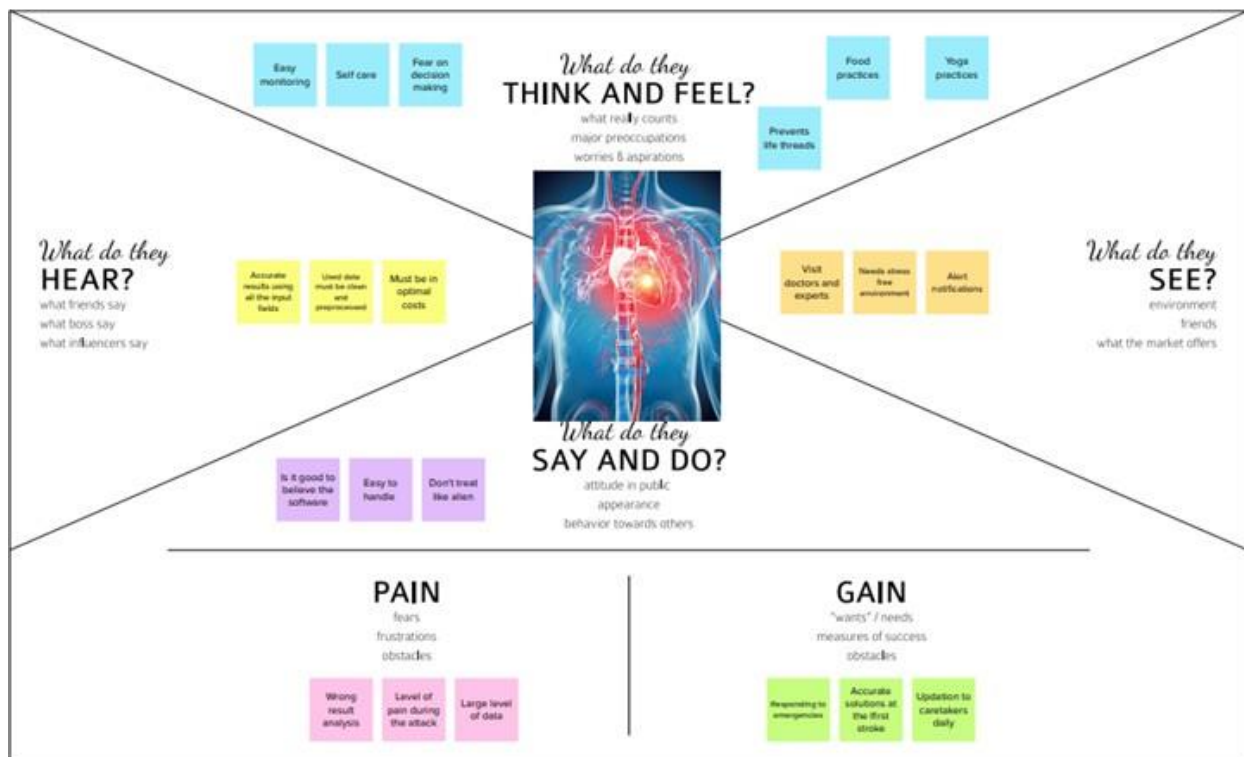 Easy
monitoring
Self care
Fear on
decision
making
What do they
THINK AND FEEL?
what really counts
major preoccupations
worries & aspirations
Food
practices
Yoga
practices
Prevents
life threads
What do they
HEAR?
what friends say
what boss say
what influencers say
Accurate
results using
all the input
fields
Used data
must be clean
and
preprocessed
Must be in
optimal
costs
Visit
doctors and
experts
Needs stress
free
environment
Alert
notifications
What do they
SEE?
environment
friends
what the market offers
What do they
SAY AND DO?
attitude in public
appearance
behavior towards others
Is it good to
believe the
software
Easy to
handle
Don't treat
like alien
PAIN
fears
frustrations
obstacles
Wrong
result
analysis
Level of
pain during
the attack
Large level
of data
GAIN
"wants" / needs
measures of success
obstacles
Responding to
emergencies
Accurate
solutions at
the lfirst
stroke
Updation to
caretakers
daily